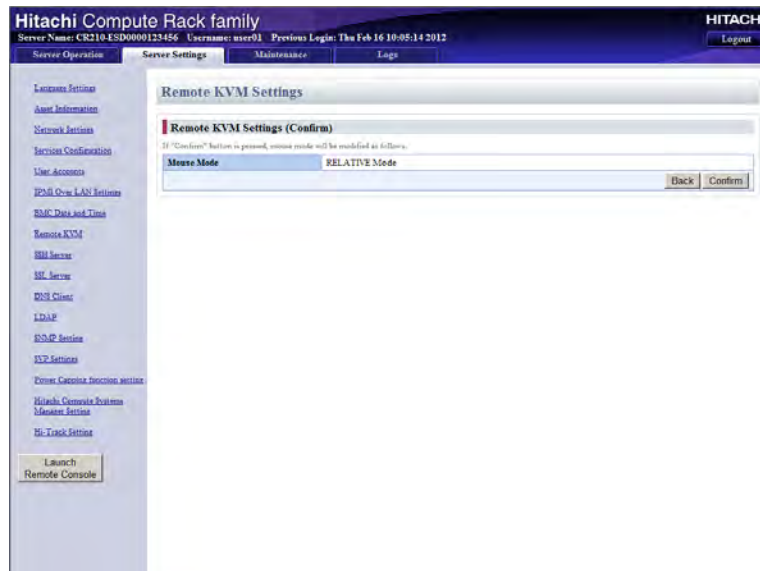 Hitachi Compute Rack family
HITACH
Server Name: CR210-ESD0000123456 Username: user01 Previous Login: Thu Feb 16 10:05:14 2012
Logout
Server Operation Server Settings Maintenance Logs
Language Settings
Asset Information
Network Settings
Services Configuration
User Accounts
IPMI Over LAN Settings
BMC Date and Time
Remote KVM
SSH Server
SSL Server
DNS Client
LDAP
SNMP Setting
SVP Settings
Power Capping function setting
Hitachi Compute Systems
Manager Setting
Hi-Track Setting
Launch
Remote Console
Remote KVM Settings
Remote KVM Settings (Confirm)
If "Confirm" button is pressed, mouse mode will be modified as follows.
Mouse Mode RELATIVE Mode
Back Confirm